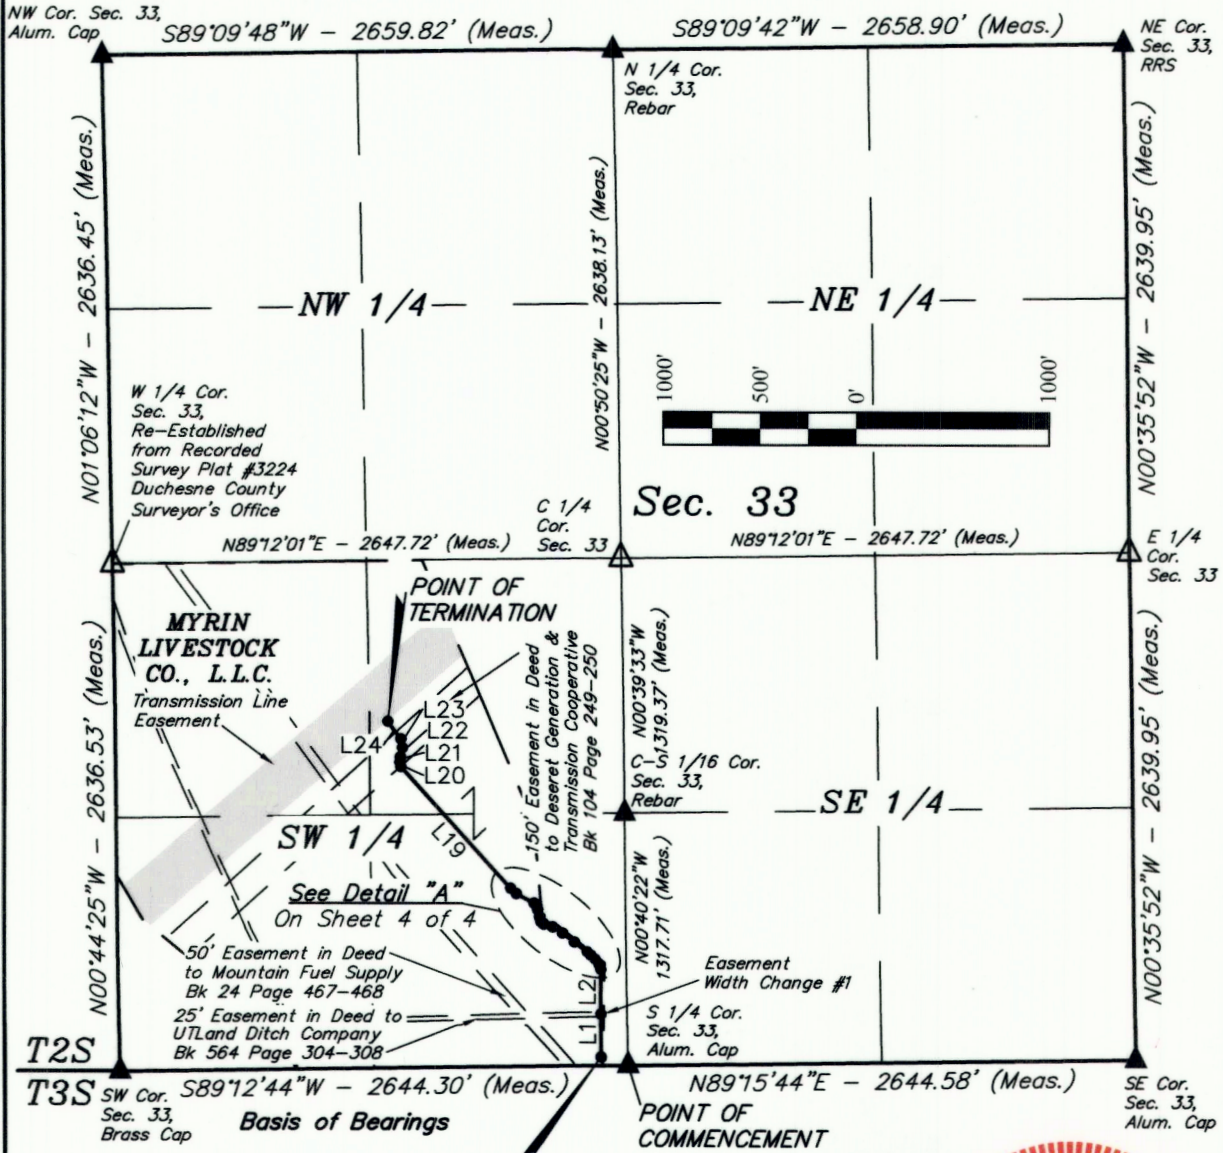 NW Cor. Sec. 33,
Alum. Cap
S89°09'48"W - 2659.82' (Meas.)
S89°09'42"W - 2658.90' (Meas.)
NE Cor.
Sec. 33,
RRS
N 1/4 Cor.
Sec. 33,
Rebar
N01°06'12"W - 2636.45' (Meas.)
N00°50'25"W - 2638.13' (Meas.)
N00°35'52"W - 2639.95' (Meas.)
NW 1/4
NE 1/4
1000'
500'
0'
1000'
W 1/4 Cor.
Sec. 33,
Re-Established
from Recorded
Survey Plat #3224
Duchesne County
Surveyor's Office
C 1/4
Cor.
Sec. 33
Sec. 33
N89°12'01"E - 2647.72' (Meas.)
N89°12'01"E - 2647.72' (Meas.)
E 1/4
Cor.
Sec. 33
POINT OF
TERMINATION
MYRIN
LIVESTOCK
CO., L.L.C.
Transmission Line
Easement
L23
L22
L21
L20
L24
L19
150' Easement in Deed
to Deseret Generation &
Transmission Cooperative
Bk 104 Page 249-250
N00°39'33"W
1319.37' (Meas.)
C-S 1/16 Cor.
Sec. 33,
Rebar
N00°44'25"W - 2636.53' (Meas.)
SW 1/4
SE 1/4
N00°35'52"W - 2639.95' (Meas.)
See Detail "A"
On Sheet 4 of 4
N00°40'22"W
1317.71' (Meas.)
50' Easement in Deed
to Mountain Fuel Supply
Bk 24 Page 467-468
25' Easement in Deed to
UTLand Ditch Company
Bk 564 Page 304-308
L2
L1
Easement
Width Change #1
S 1/4 Cor.
Sec. 33,
Alum. Cap
T2S
T3S
SW Cor.
Sec. 33,
Brass Cap
S89°12'44"W - 2644.30' (Meas.)
Basis of Bearings
N89°15'44"E - 2644.58' (Meas.)
POINT OF
COMMENCEMENT
SE Cor.
Sec. 33,
Alum. Cap